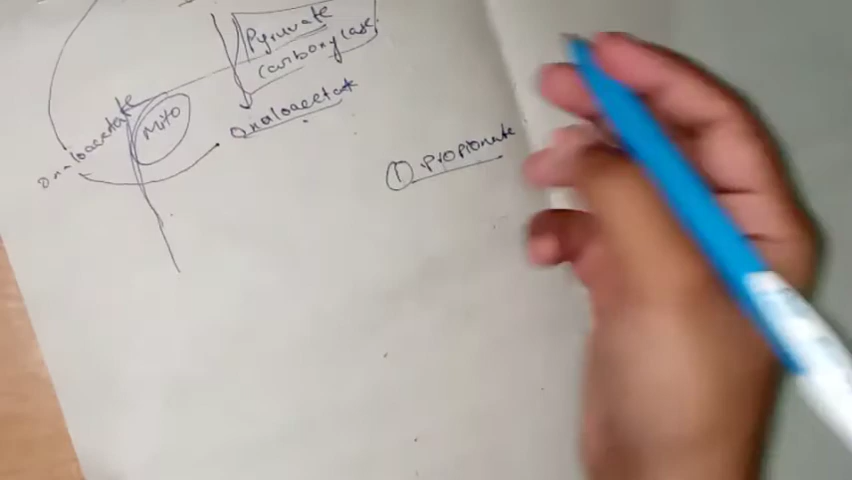 Pyruvate
carboxylase
oxaloacetate
Mito
oxaloacetate
① Propionate